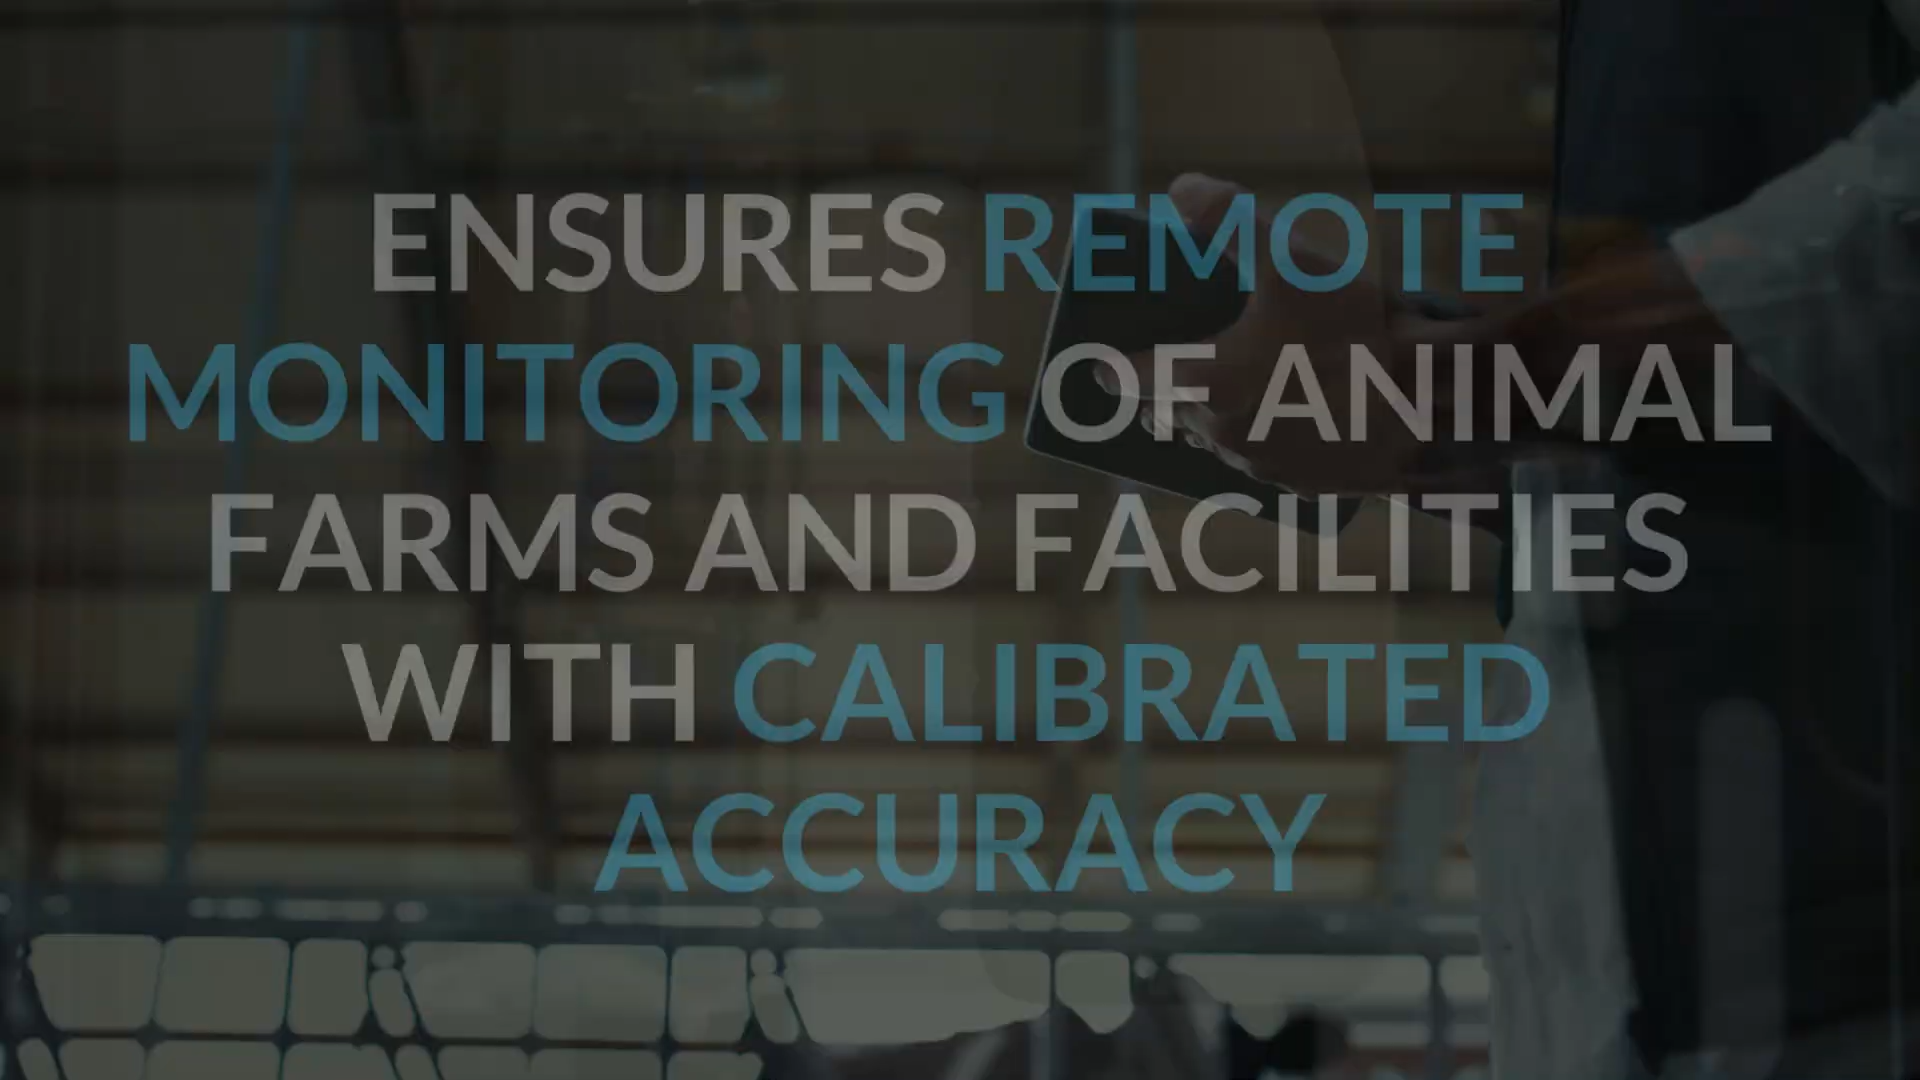 ENSURES REMOTE
MONITORING OF ANIMAL
FARMS AND FACILITIES
WITH CALIBRATED
ACCURACY